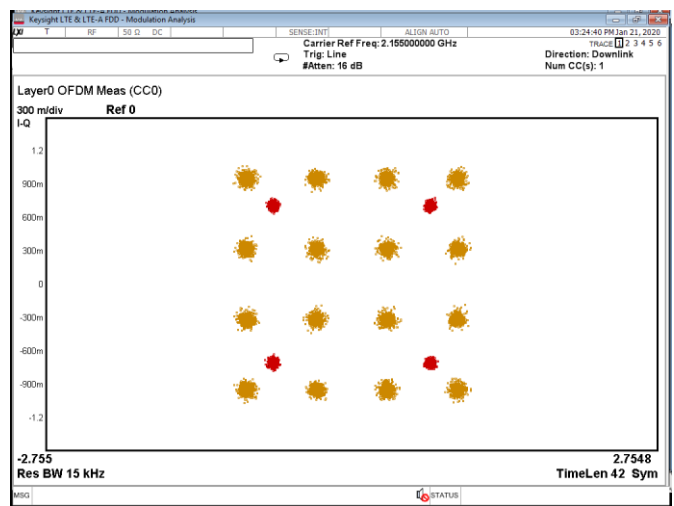 Keysight LTE & LTE-A FDD - Modulation Analysis
LXI T RF 50 Ω DC SENSE:INT ALIGN AUTO 03:24:40 PM Jan 21, 2020
Carrier Ref Freq: 2.155000000 GHz TRACE 1 2 3 4 5 6
Trig: Line Direction: Downlink
#Atten: 16 dB Num CC(s): 1
Layer0 OFDM Meas (CC0)
300 m/div Ref 0
I-Q
1.2
900m
600m
300m
0
-300m
-600m
-900m
-1.2
-2.755 2.7548
Res BW 15 kHz TimeLen 42 Sym
MSG STATUS